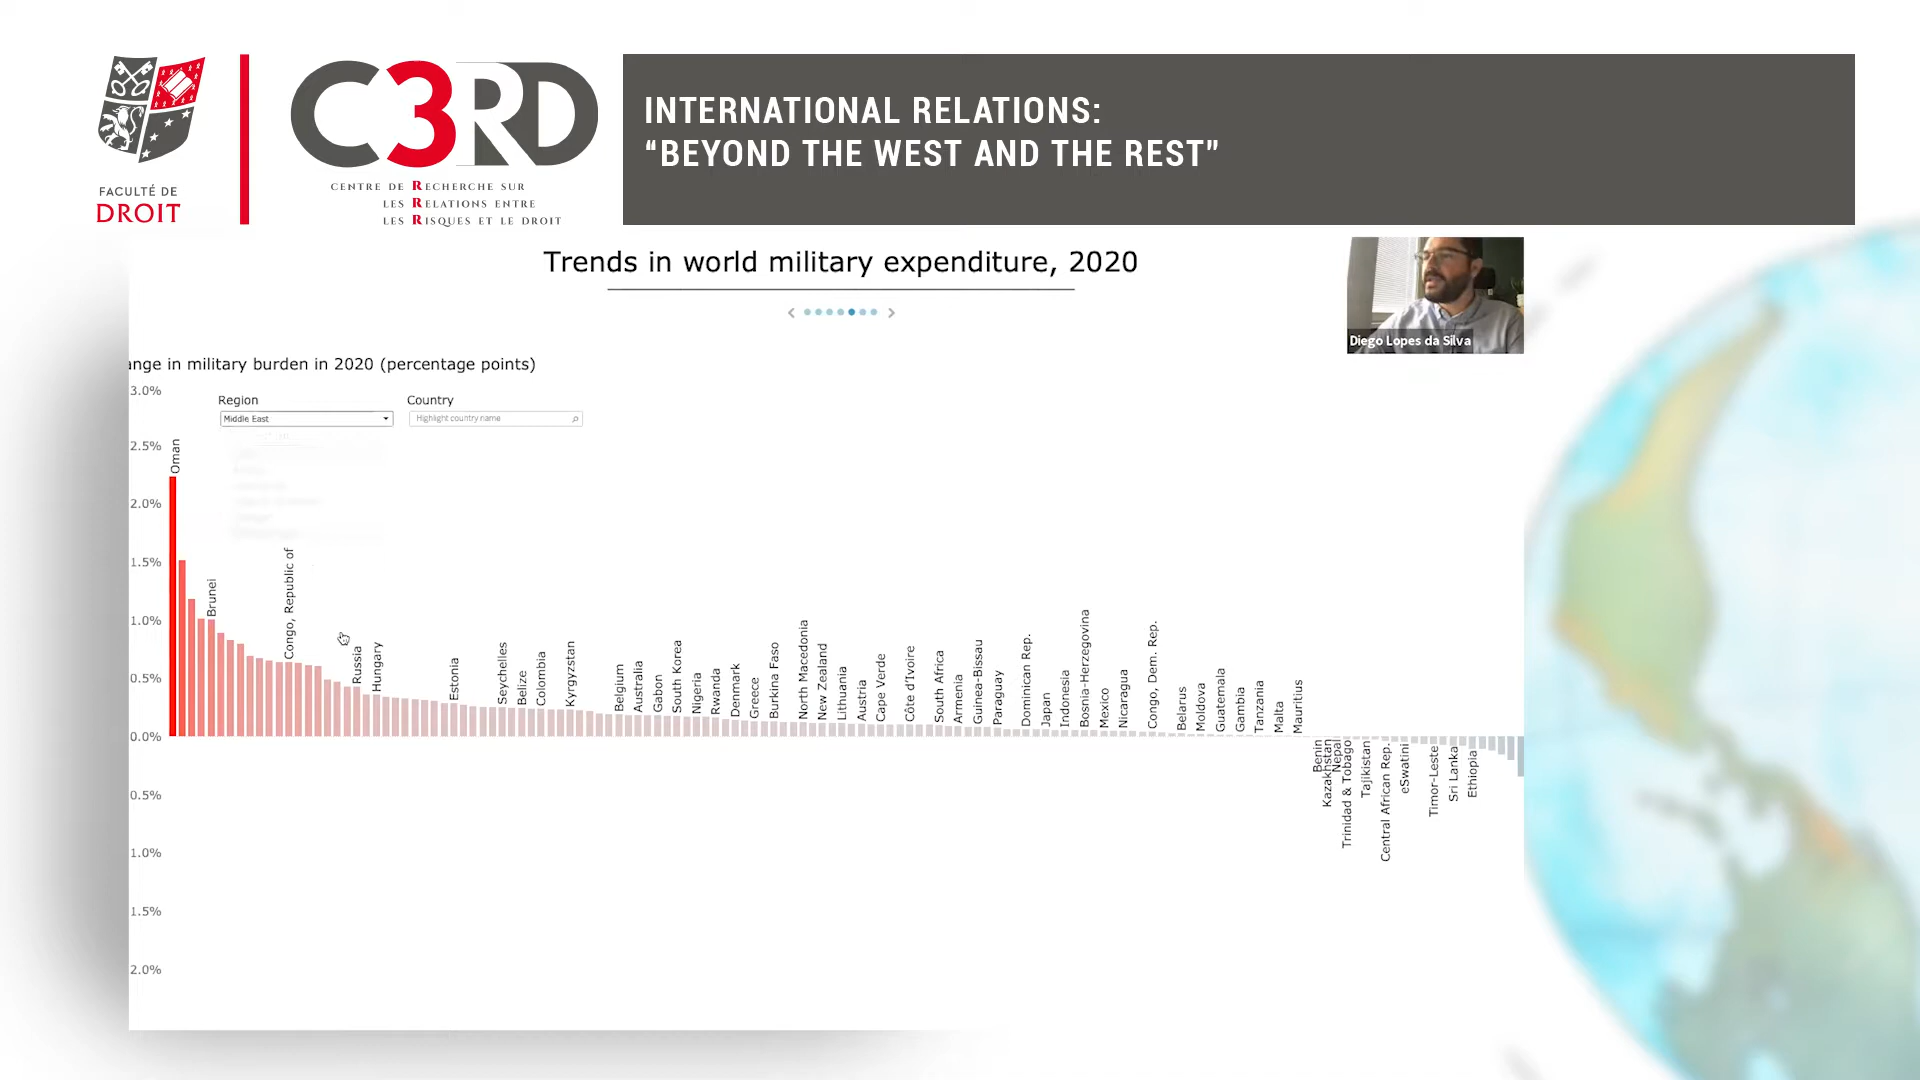 FACULTÉ DE
DROIT
C3RD
CENTRE DE RECHERCHE SUR
LES RELATIONS ENTRE
LES RISQUES ET LE DROIT
INTERNATIONAL RELATIONS:
“BEYOND THE WEST AND THE REST”
Trends in world military expenditure, 2020
Diego Lopes da Silva
ange in military burden in 2020 (percentage points)
Region
Country
Middle East
Highlight country name
3.0%
2.5%
2.0%
1.5%
1.0%
0.5%
0.0%
0.5%
1.0%
1.5%
2.0%
Oman
Brunei
Congo, Republic of
Russia
Hungary
Estonia
Seychelles
Belize
Colombia
Kyrgyzstan
Belgium
Australia
Gabon
South Korea
Nigeria
Rwanda
Denmark
Greece
Burkina Faso
North Macedonia
New Zealand
Lithuania
Austria
Cape Verde
Côte d'Ivoire
South Africa
Armenia
Guinea-Bissau
Paraguay
Dominican Rep.
Japan
Indonesia
Bosnia-Herzegovina
Mexico
Nicaragua
Congo, Dem. Rep.
Belarus
Moldova
Guatemala
Gambia
Tanzania
Malta
Mauritius
Benin
Kazakhstan
Nepal
Trinidad & Tobago
Tajikistan
Central African Rep.
eSwatini
Timor-Leste
Sri Lanka
Ethiopia